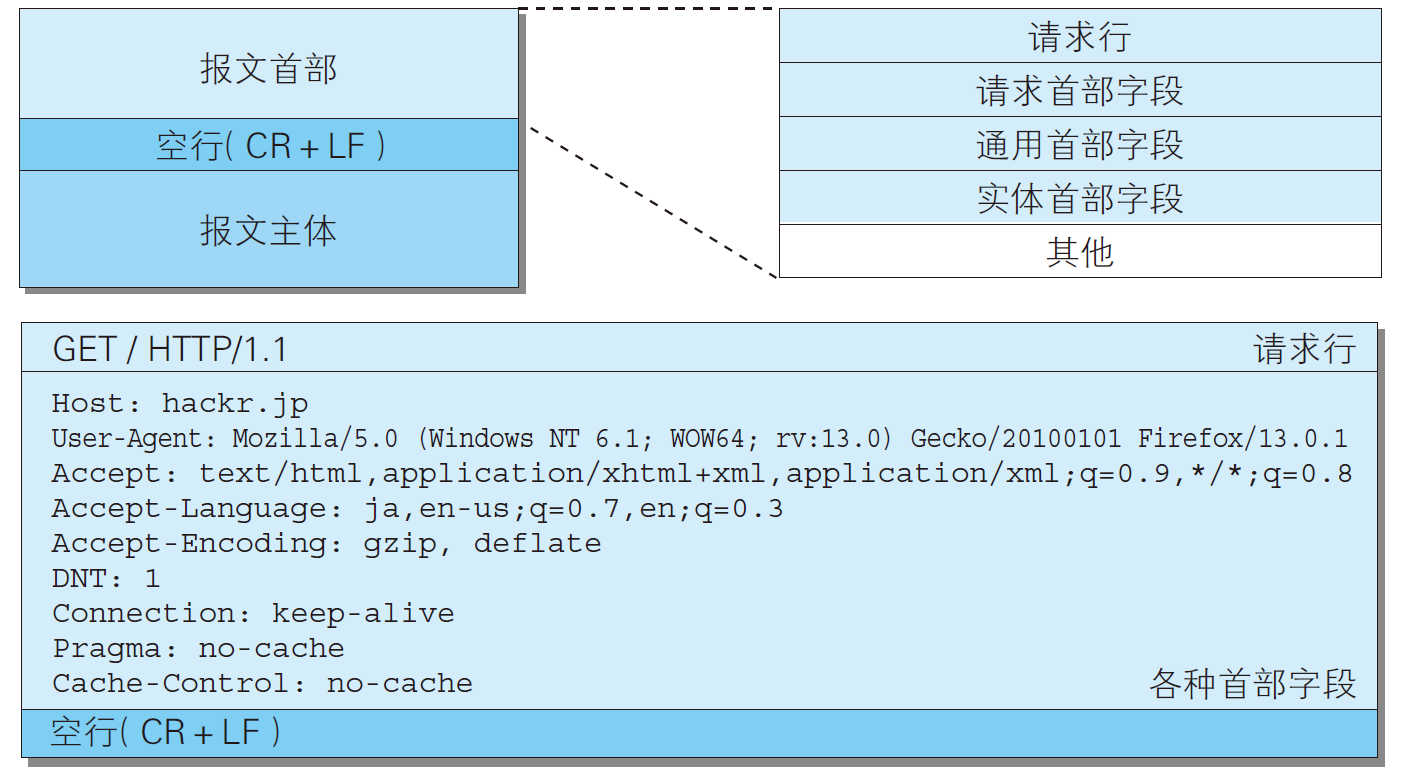 报文首部
空行( CR + LF )
报文主体
请求行
请求首部字段
通用首部字段
实体首部字段
其他
GET / HTTP/1.1 请求行
Host: hackr.jp
User-Agent: Mozilla/5.0 (Windows NT 6.1; WOW64; rv:13.0) Gecko/20100101 Firefox/13.0.1
Accept: text/html,application/xhtml+xml,application/xml;q=0.9,*/*;q=0.8
Accept-Language: ja,en-us;q=0.7,en;q=0.3
Accept-Encoding: gzip, deflate
DNT: 1
Connection: keep-alive
Pragma: no-cache
Cache-Control: no-cache 各种首部字段
空行( CR + LF )